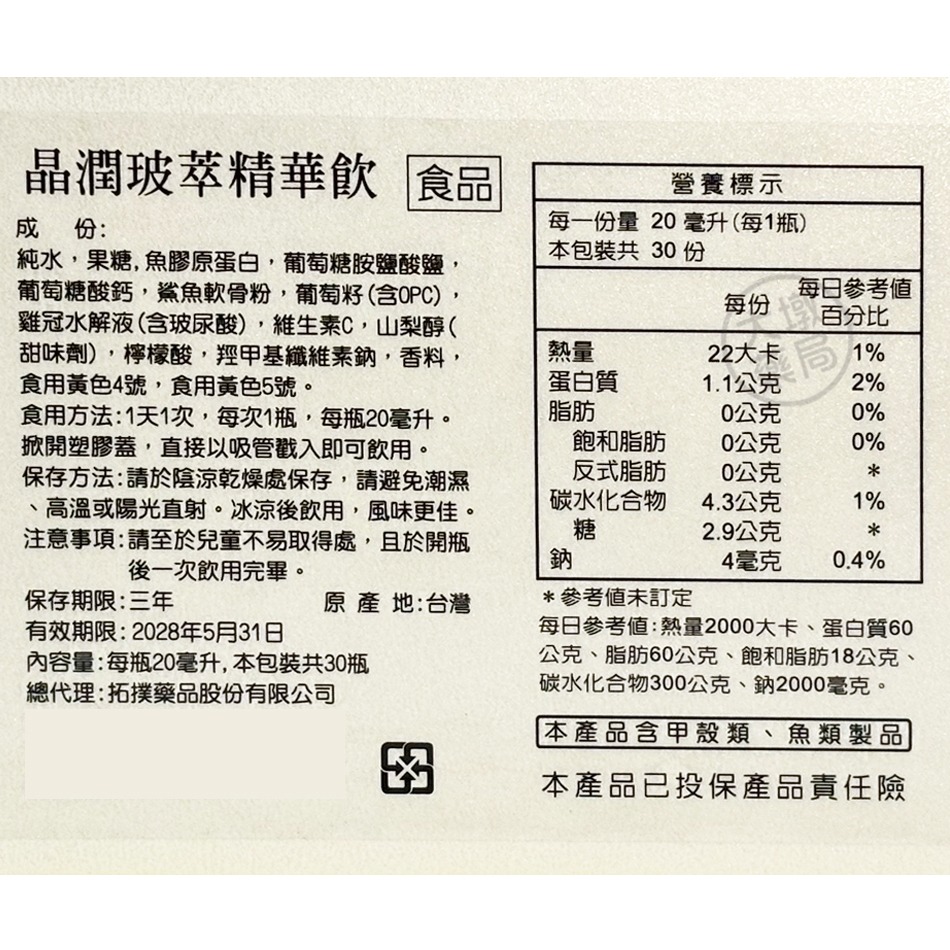 晶潤玻萃精華飲 食品
成 份:
純水，果糖,魚膠原蛋白，葡萄糖胺鹽酸鹽，
葡萄糖酸鈣，鯊魚軟骨粉，葡萄籽(含OPC)，
雞冠水解液(含玻尿酸)，維生素C，山梨醇(
甜味劑)，檸檬酸，羥甲基纖維素鈉，香料，
食用黃色4號，食用黃色5號。
食用方法:1天1次，每次1瓶，每瓶20毫升。
掀開塑膠蓋，直接以吸管戳入即可飲用。
保存方法:請於陰涼乾燥處保存，請避免潮濕
、高溫或陽光直射。冰涼後飲用，風味更佳。
注意事項:請至於兒童不易取得處，且於開瓶
後一次飲用完畢。
保存期限:三年 原 產 地:台灣
有效期限: 2028年5月31日
內容量:每瓶20毫升,本包裝共30瓶
總代理:拓撲藥品股份有限公司
營養標示
每一份量 20 毫升(每1瓶)
本包裝共 30 份
每份 每日參考值百分比
熱量 22大卡 1%
蛋白質 1.1公克 2%
脂肪 0公克 0%
飽和脂肪 0公克 0%
反式脂肪 0公克 *
碳水化合物 4.3公克 1%
糖 2.9公克 *
鈉 4毫克 0.4%
*參考值未訂定
每日參考值:熱量2000大卡、蛋白質60
公克、脂肪60公克、飽和脂肪18公克、
碳水化合物300公克、鈉2000毫克。
本產品含甲殼類、魚類製品
本產品已投保產品責任險
大墩藥局